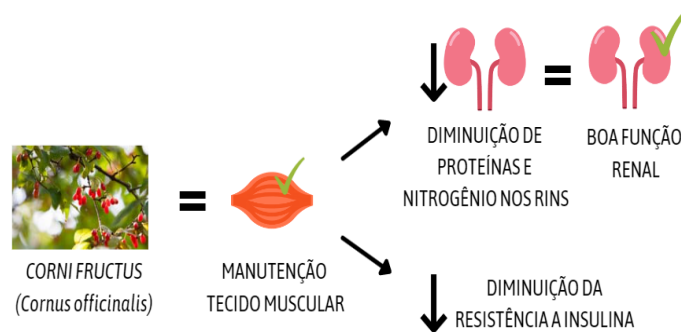 CORNI FRUCTUS
(Cornus officinalis)
=
MANUTENÇÃO
TECIDO MUSCULAR
DIMINUIÇÃO DE
PROTEÍNAS E
NITROGÊNIO NOS RINS
=
BOA FUNÇÃO
RENAL
DIMINUIÇÃO DA
RESISTÊNCIA A INSULINA